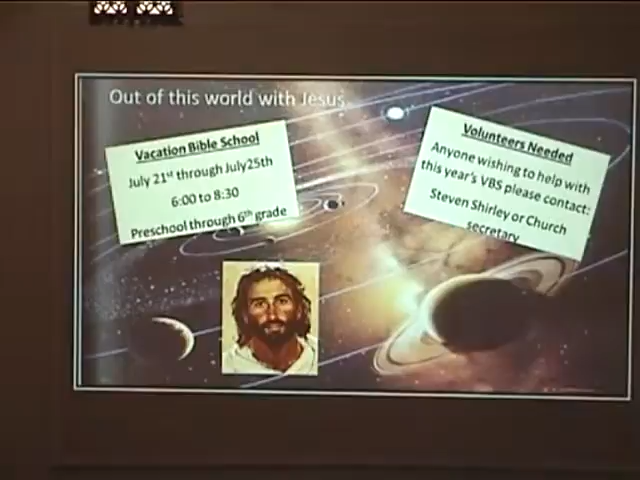 Out of this world with Jesus
Vacation Bible School
July 21st through July25th
6:00 to 8:30
Preschool through 6th grade
Volunteers Needed
Anyone wishing to help with
this year's VBS please contact:
Steven Shirley or Church
secretary